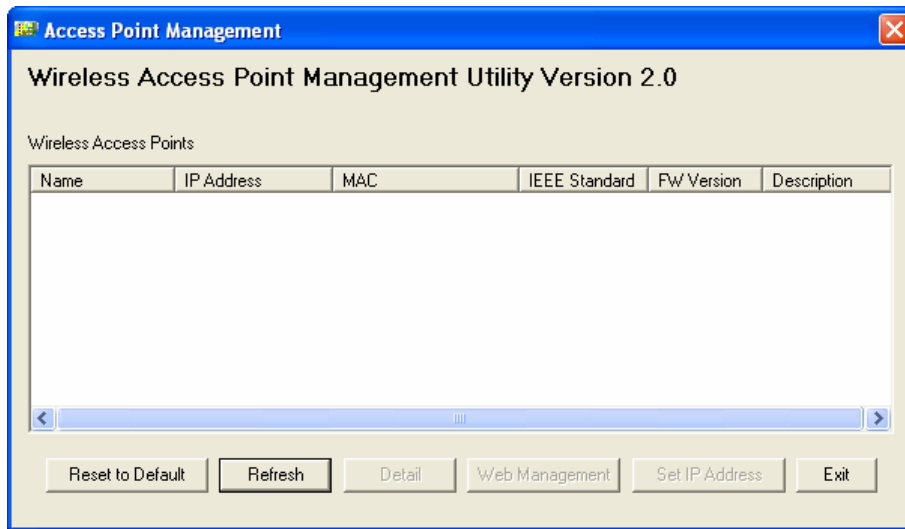 Access Point Management
Wireless Access Point Management Utility Version 2.0
Wireless Access Points
Name IP Address MAC IEEE Standard FW Version Description
Reset to Default Refresh Detail Web Management Set IP Address Exit